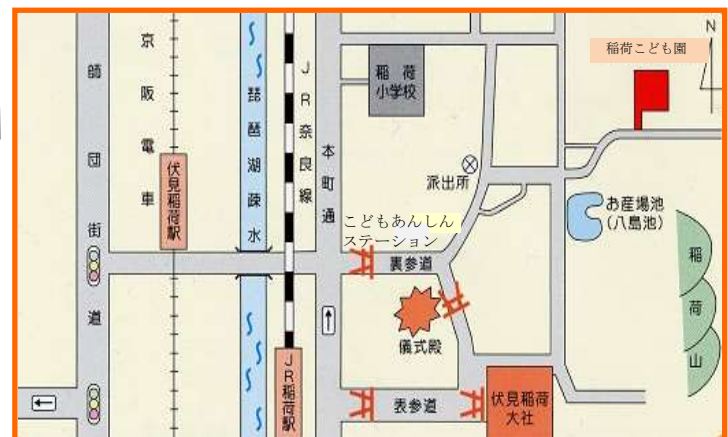 師団街道
京阪電車
伏見稲荷駅
琵琶湖疎水
JR奈良線
JR稲荷駅
本町通
稲荷
小学校
派出所
こどもあんしん
ステーション
裏参道
儀式殿
表参道
伏見稲荷
大社
稲荷こども園
N
お産場池
(八島池)
稲荷山